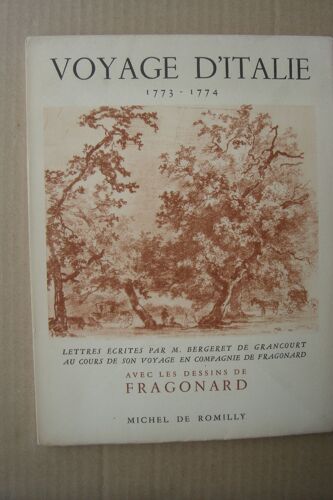 VOYAGE D'ITALIE
1773 - 1774
LETTRES ECRITES PAR M. BERGERET DE GRANCOURT
AU COURS DE SON VOYAGE EN COMPAGNIE DE FRAGONARD
AVEC LES DESSINS DE
FRAGONARD
MICHEL DE ROMILLY